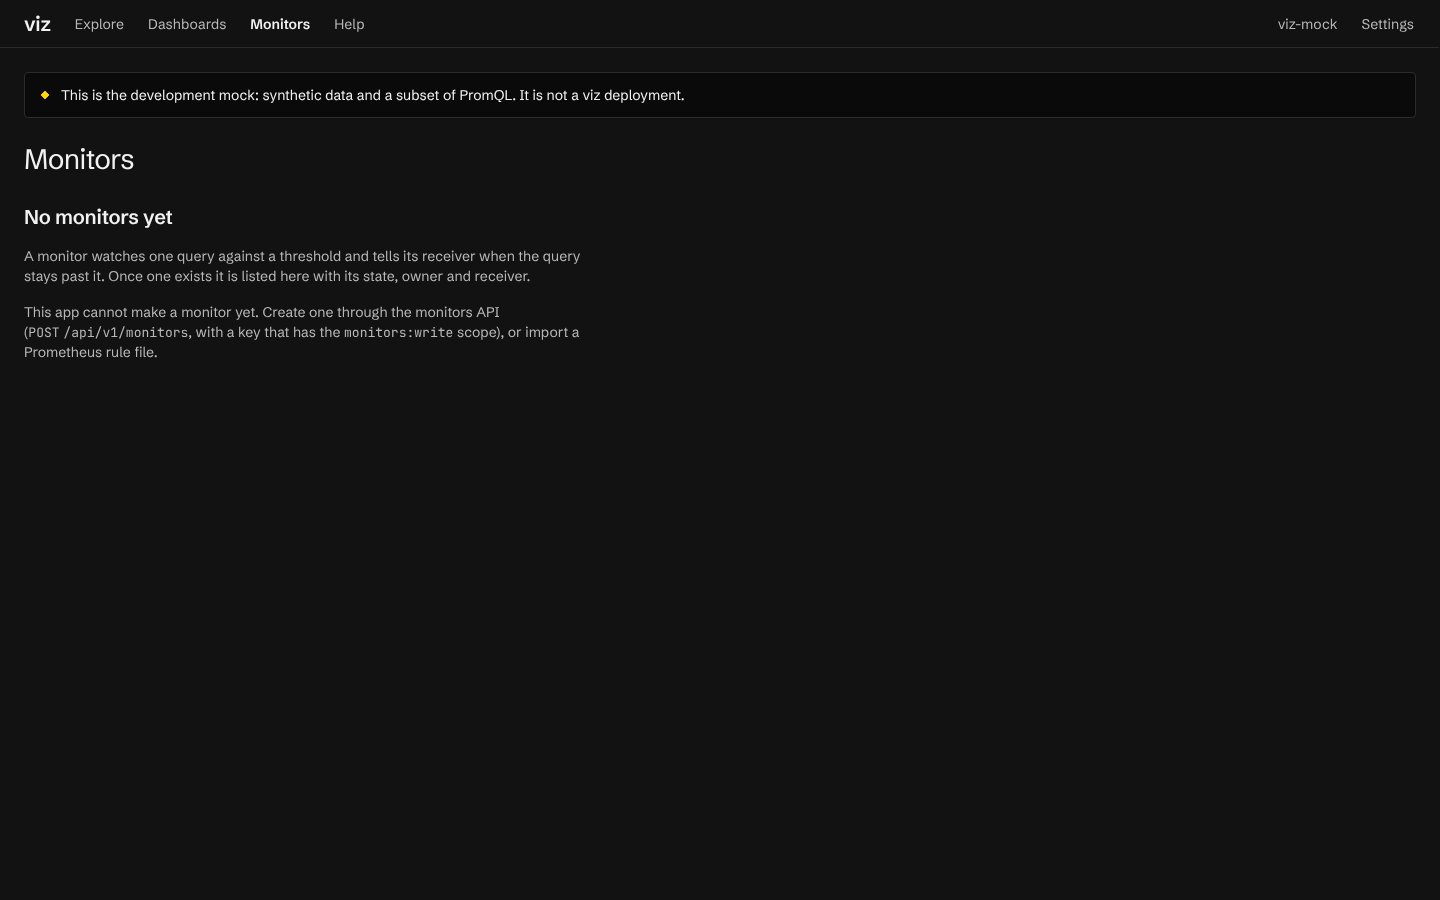 viz Explore Dashboards Monitors Help viz-mock Settings
This is the development mock: synthetic data and a subset of PromQL. It is not a viz deployment.
Monitors
No monitors yet
A monitor watches one query against a threshold and tells its receiver when the query
stays past it. Once one exists it is listed here with its state, owner and receiver.
This app cannot make a monitor yet. Create one through the monitors API
(POST /api/v1/monitors, with a key that has the monitors:write scope), or import a
Prometheus rule file.